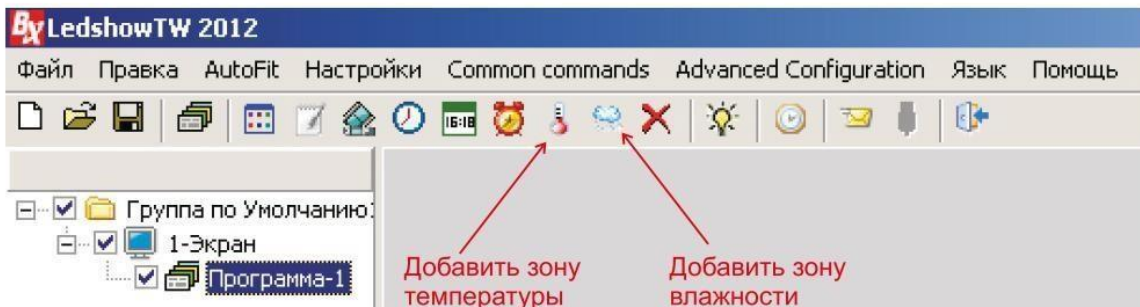 BX LedshowTW 2012
Файл Правка AutoFit Настройки Common commands Advanced Configuration Язык Помощь
16:18
Группа по Умолчанию
1-Экран
Программа-1
Добавить зону
температуры
Добавить зону
влажности